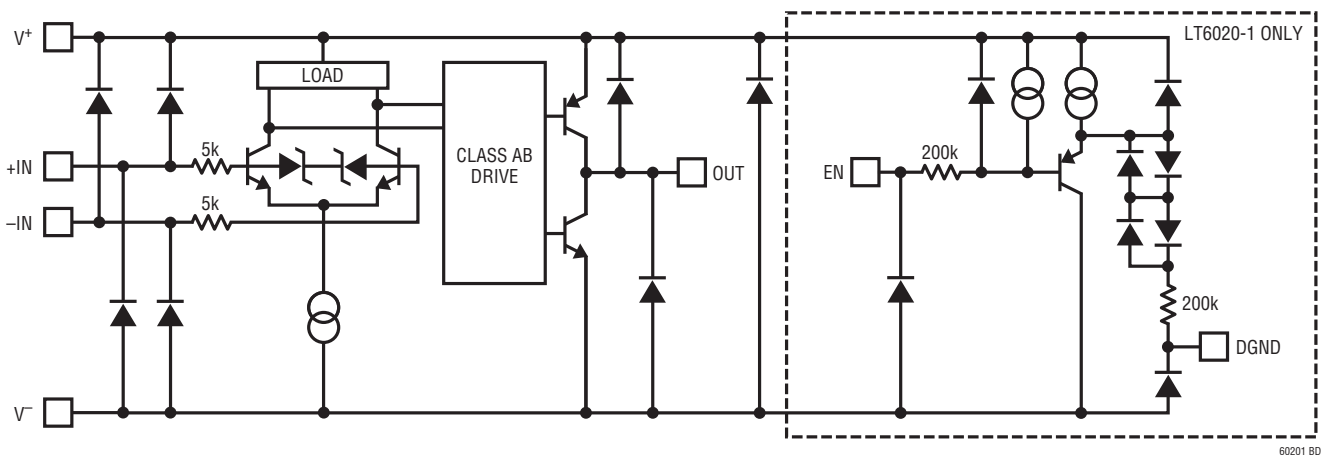 LT6020-1 ONLY
V+
LOAD
5k
+IN
–IN
5k
CLASS AB
DRIVE
OUT
EN
200k
200k
DGND
V–
60201 BD